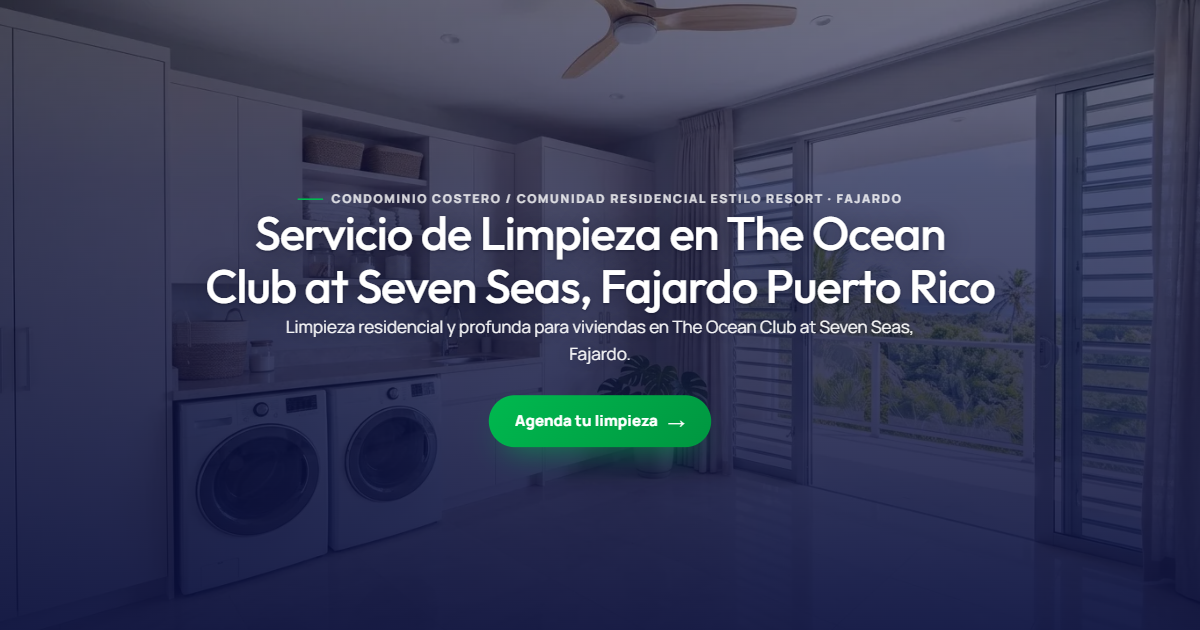 CONDOMINIO COSTERO / COMUNIDAD RESIDENCIAL ESTILO RESORT · FAJARDO
Servicio de Limpieza en The Ocean
Club at Seven Seas, Fajardo Puerto Rico
Limpieza residencial y profunda para viviendas en The Ocean Club at Seven Seas,
Fajardo.
Agenda tu limpieza →